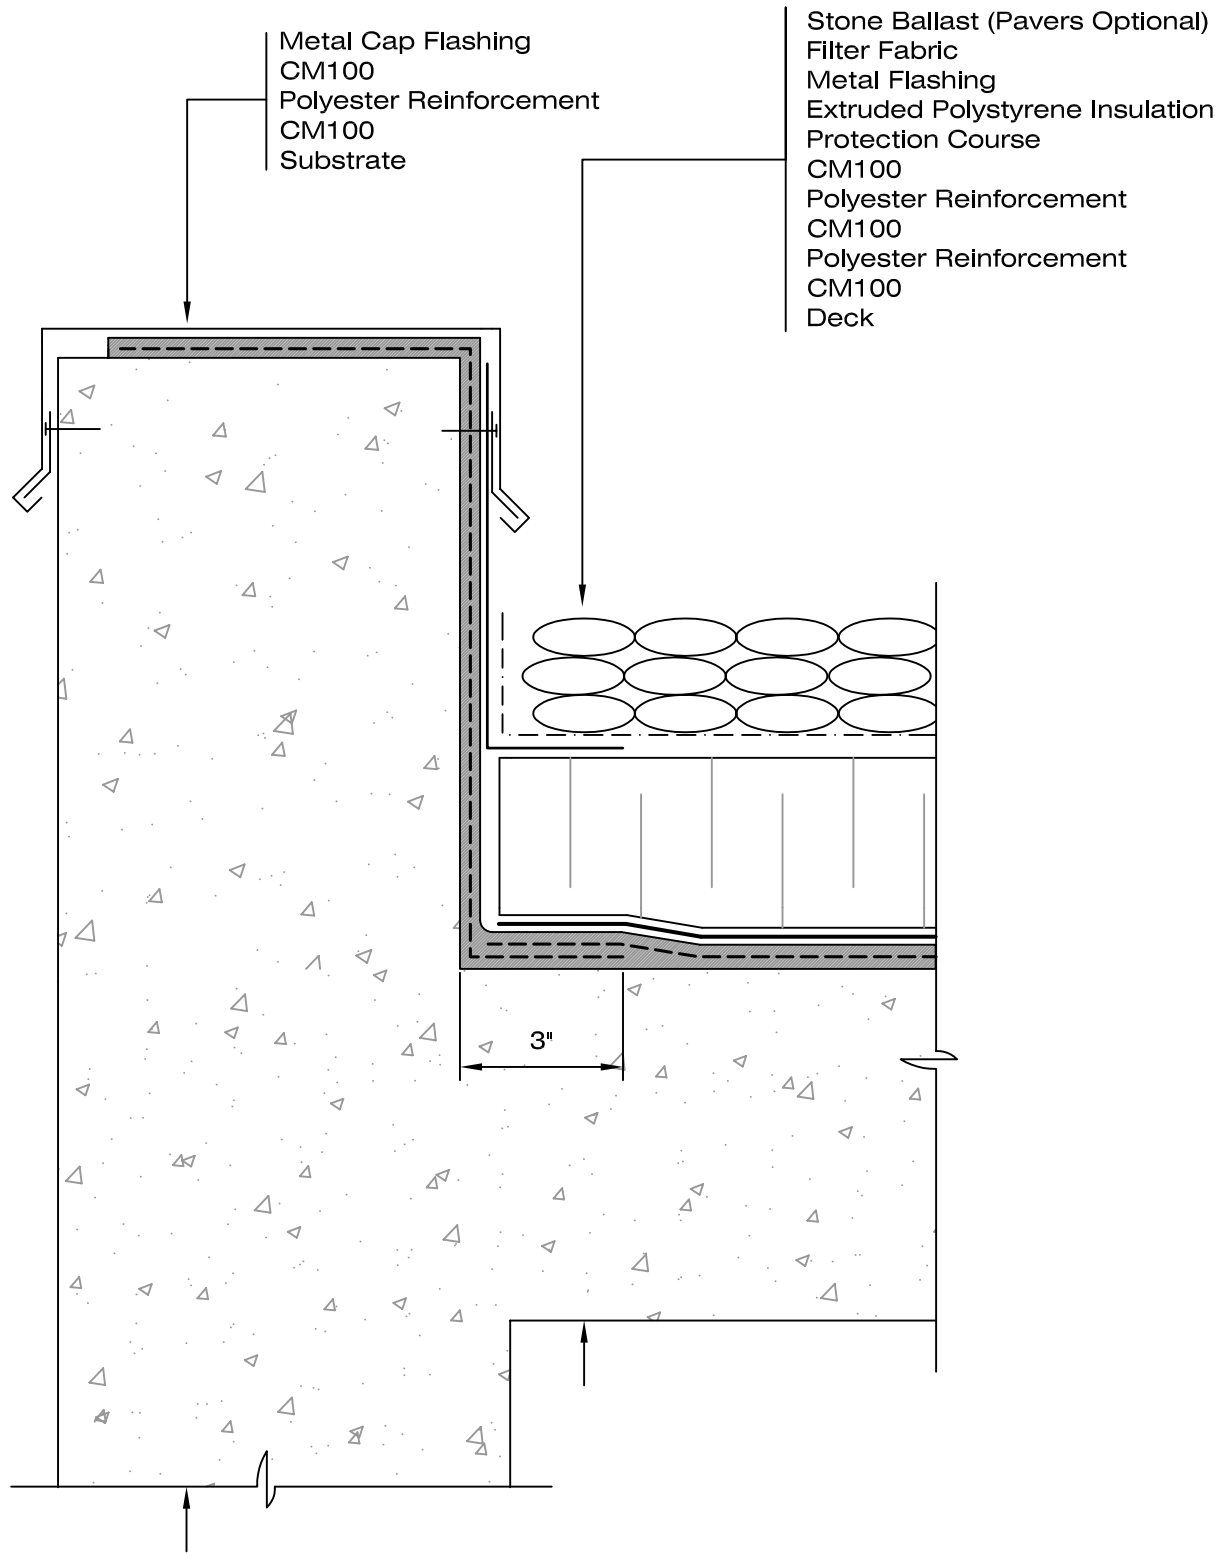 Metal Cap Flashing
CM100
Polyester Reinforcement
CM100
Substrate
Stone Ballast (Pavers Optional)
Filter Fabric
Metal Flashing
Extruded Polystyrene Insulation
Protection Course
CM100
Polyester Reinforcement
CM100
Polyester Reinforcement
CM100
Deck
3"